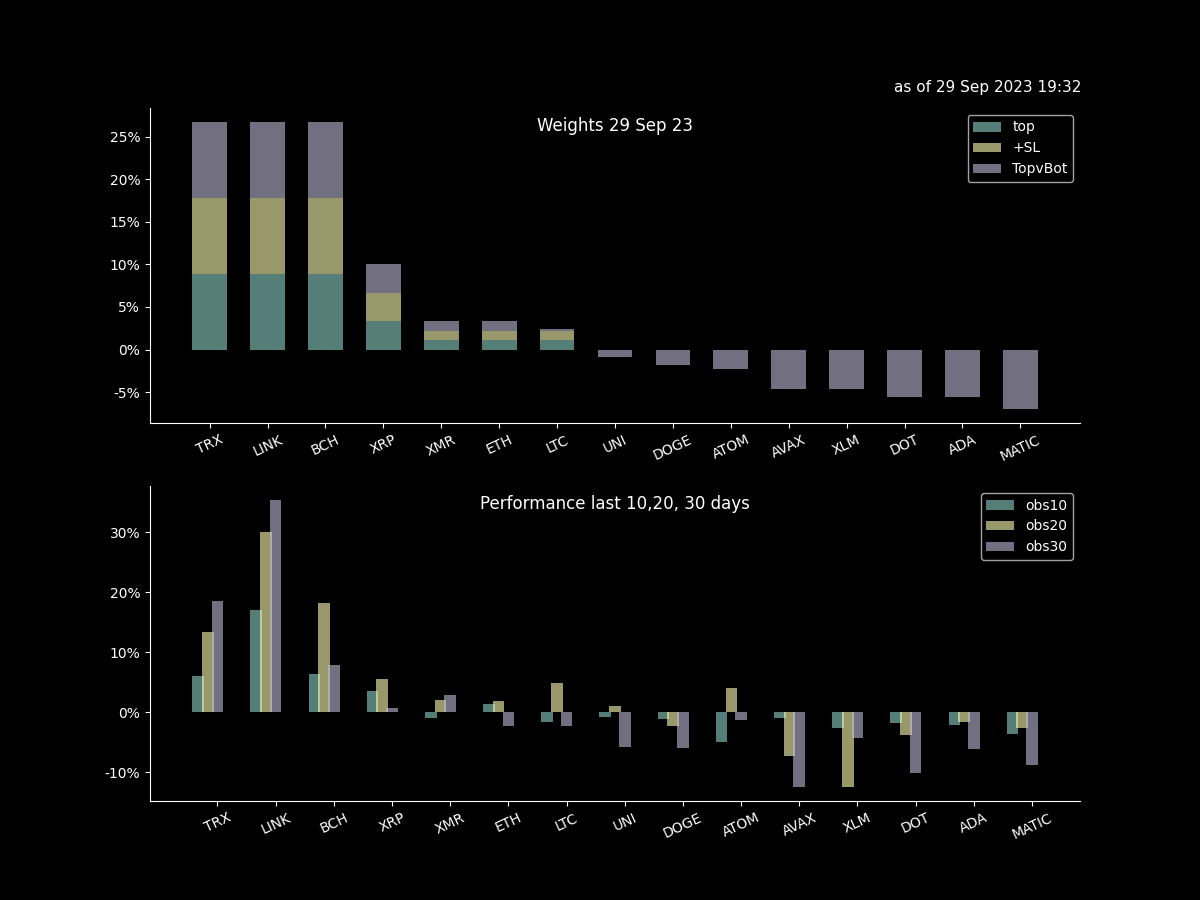 as of 29 Sep 2023 19:32
Weights 29 Sep 23
top
+SL
TopvBot
25%
20%
15%
10%
5%
0%
-5%
TRX LINK BCH XRP XMR ETH LTC UNI DOGE ATOM AVAX XLM DOT ADA MATIC
Performance last 10,20, 30 days
obs10
obs20
obs30
30%
20%
10%
0%
-10%
TRX LINK BCH XRP XMR ETH LTC UNI DOGE ATOM AVAX XLM DOT ADA MATIC